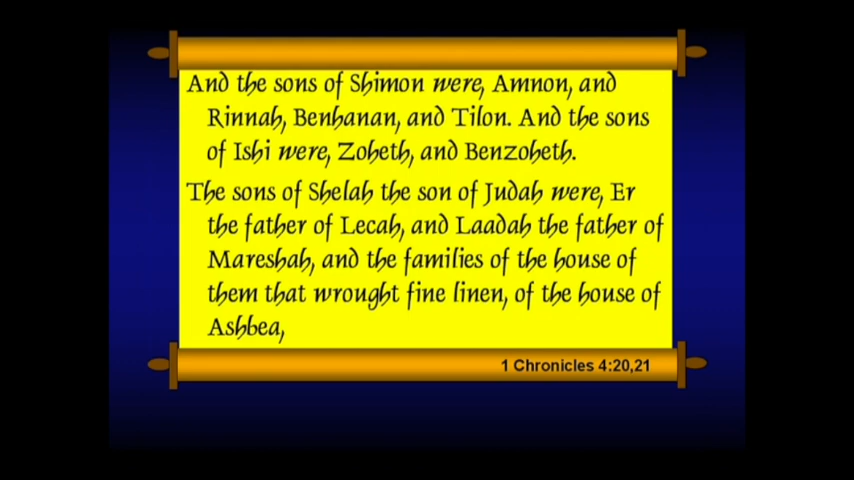 And the sons of Shimon were, Amnon, and
Rinnah, Benhanan, and Tilon. And the sons
of Ishi were, Zoheth, and Benzoheth.
The sons of Shelah the son of Judah were, Er
the father of Lecah, and Laadah the father of
Mareshah, and the families of the house of
them that wrought fine linen, of the house of
Ashbea,
1 Chronicles 4:20,21